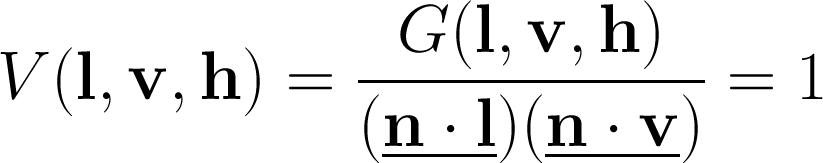 V(𝐥, 𝐯, 𝐡) = G(𝐥, 𝐯, 𝐡) / ((<u>𝐧 · 𝐥</u>)(<u>𝐧 · 𝐯</u>)) = 1